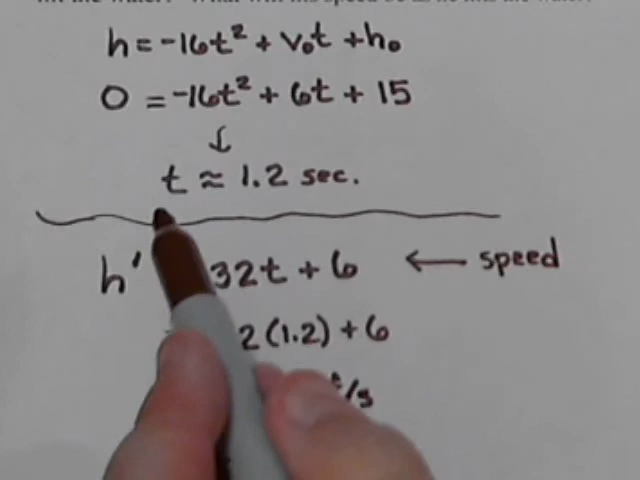 h = -16t² + v₀t + h₀
0 = -16t² + 6t + 15
↓
t ≈ 1.2 sec.
h' 32t + 6 ← speed
2(1.2) + 6
/s